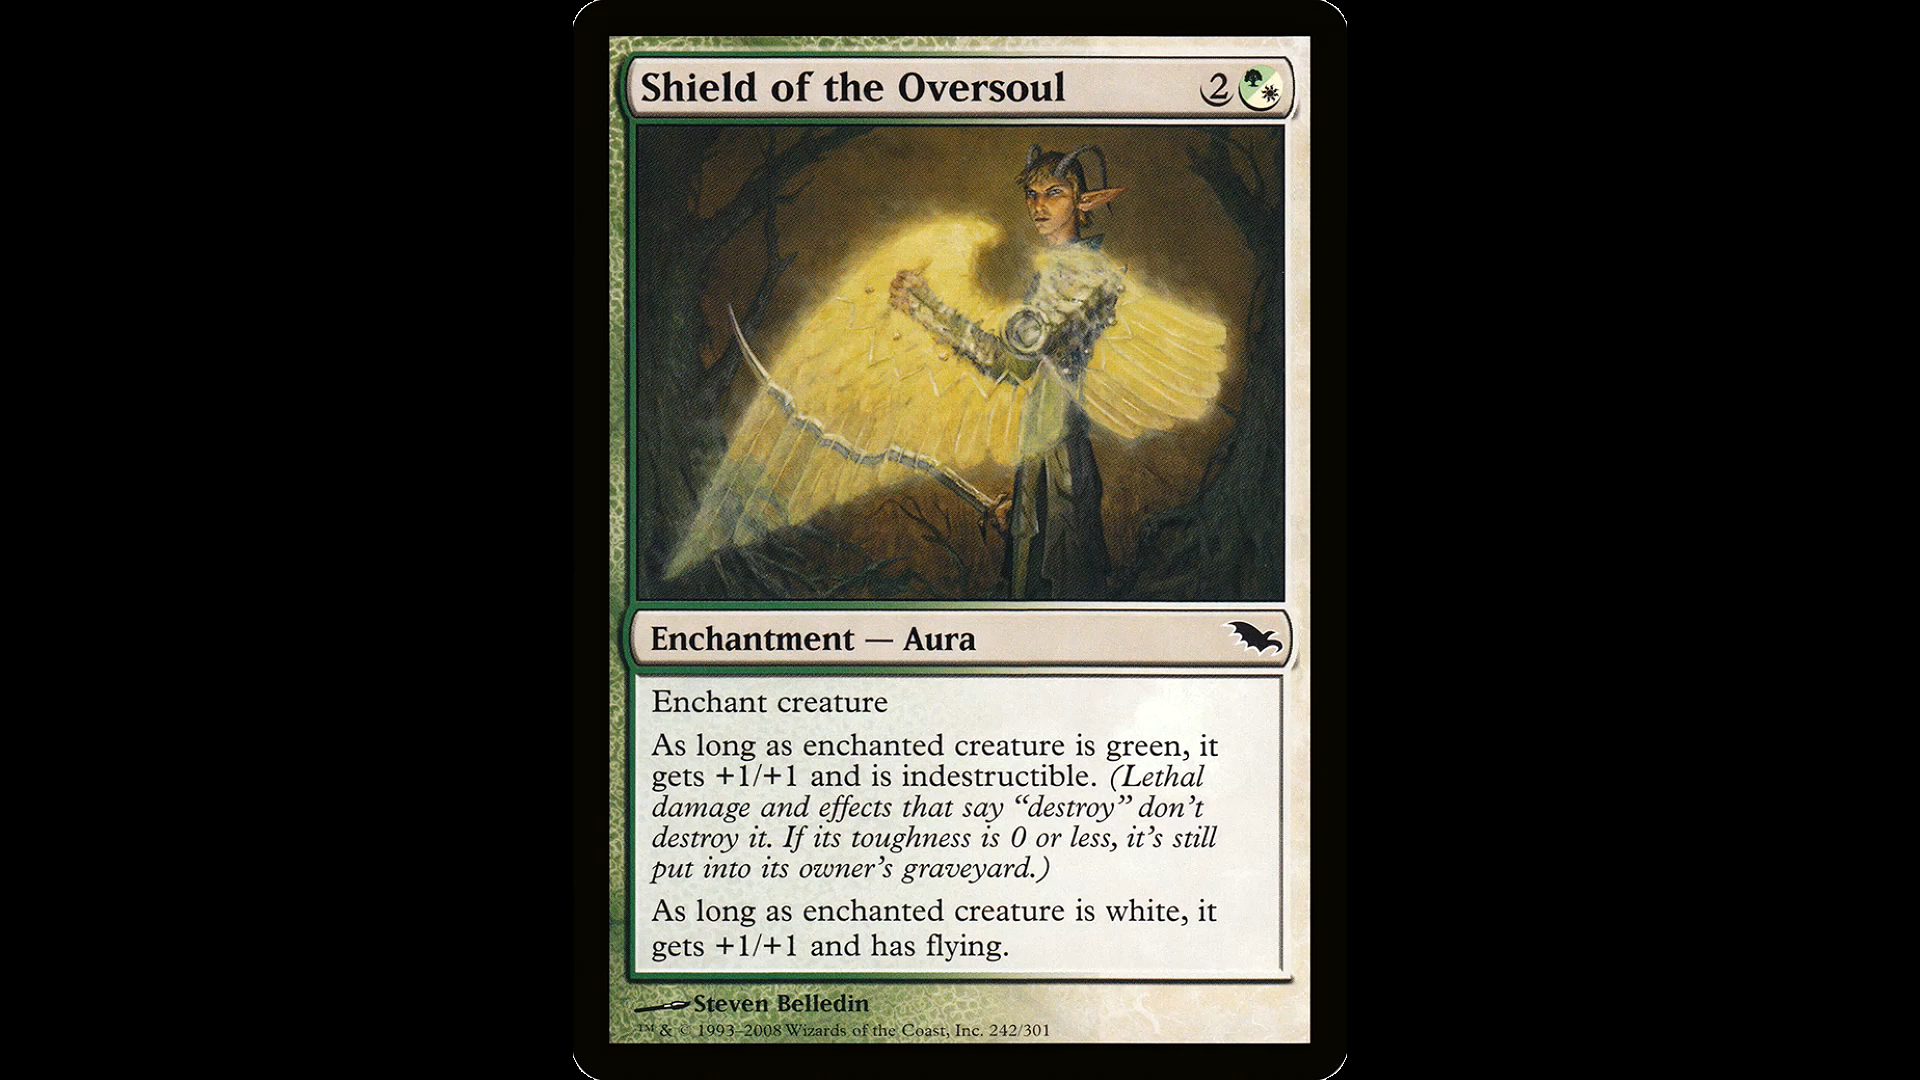 Shield of the Oversoul 2
Enchantment — Aura
Enchant creature
As long as enchanted creature is green, it
gets +1/+1 and is indestructible. (Lethal
damage and effects that say “destroy” don’t
destroy it. If its toughness is 0 or less, it’s still
put into its owner’s graveyard.)
As long as enchanted creature is white, it
gets +1/+1 and has flying.
Steven Belledin
™ & © 1993–2008 Wizards of the Coast, Inc. 242/301